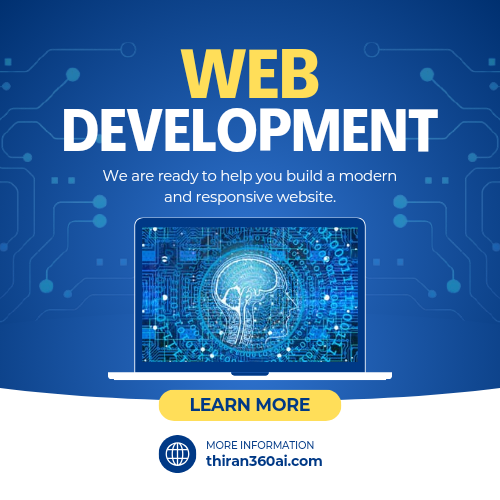 WEB
DEVELOPMENT
We are ready to help you build a modern
and responsive website.
LEARN MORE
MORE INFORMATION
thiran360ai.com